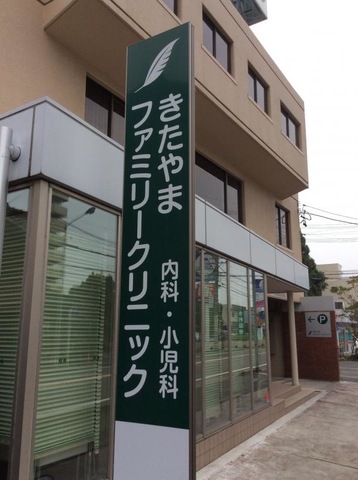 きたやま
ファミリークリニック
内科・小児科
←P